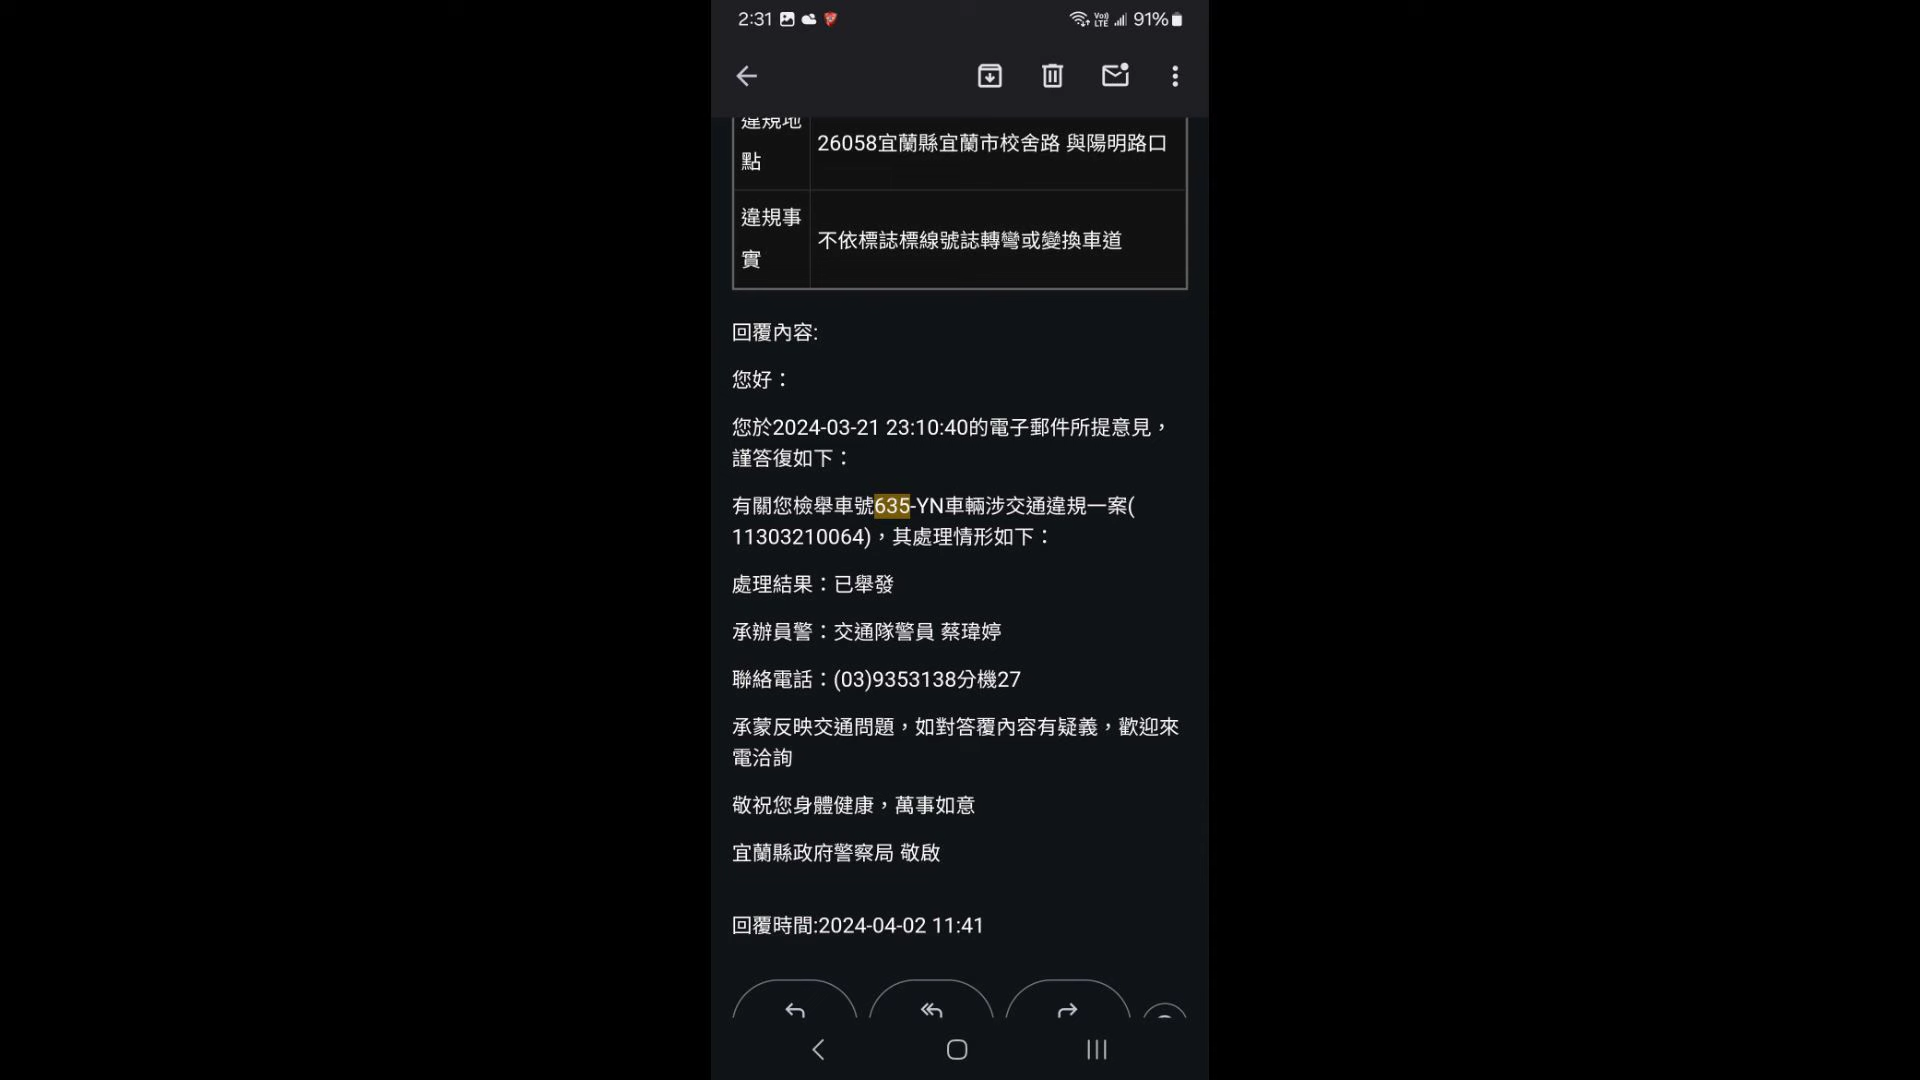 2:31
VoD LTE 91%
違規地
點
26058宜蘭縣宜蘭市校舍路 與陽明路口
違規事
實
不依標誌標線號誌轉彎或變換車道
回覆內容:
您好：
您於2024-03-21 23:10:40的電子郵件所提意見，
謹答復如下：
有關您檢舉車號635-YN車輛涉交通違規一案(
11303210064)，其處理情形如下：
處理結果：已舉發
承辦員警：交通隊警員 蔡瑋婷
聯絡電話：(03)9353138分機27
承蒙反映交通問題，如對答覆內容有疑義，歡迎來
電洽詢
敬祝您身體健康，萬事如意
宜蘭縣政府警察局 敬啟
回覆時間:2024-04-02 11:41